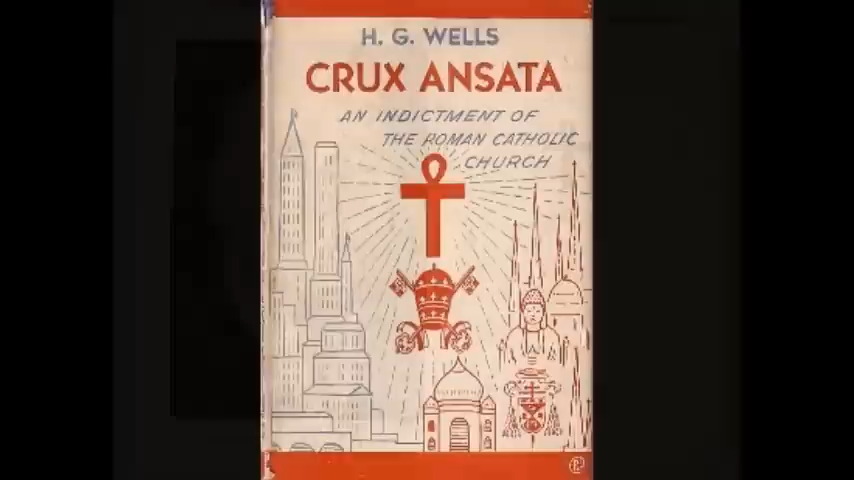 H. G. WELLS
CRUX ANSATA
AN INDICTMENT OF
THE ROMAN CATHOLIC
CHURCH